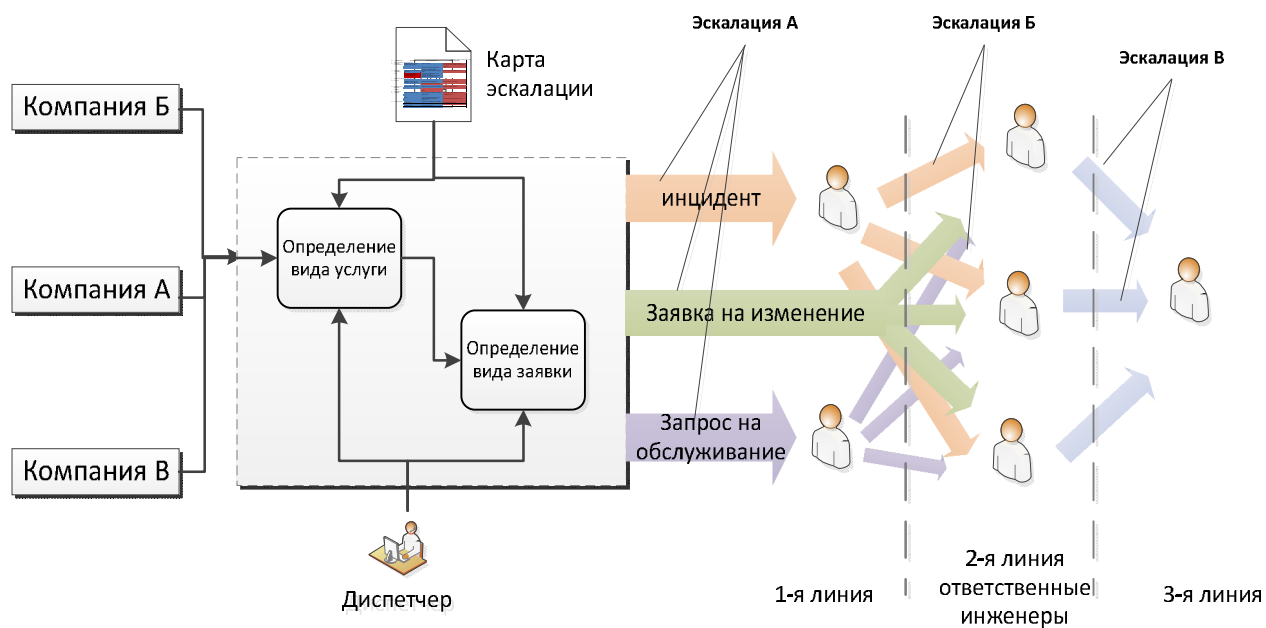 Эскалация А
Эскалация Б
Эскалация В
Карта
эскалации
Компания Б
Компания А
Компания В
Определение
вида услуги
Определение
вида заявки
Диспетчер
инцидент
Заявка на изменение
Запрос на
обслуживание
1-я линия
2-я линия
ответственные
инженеры
3-я линия